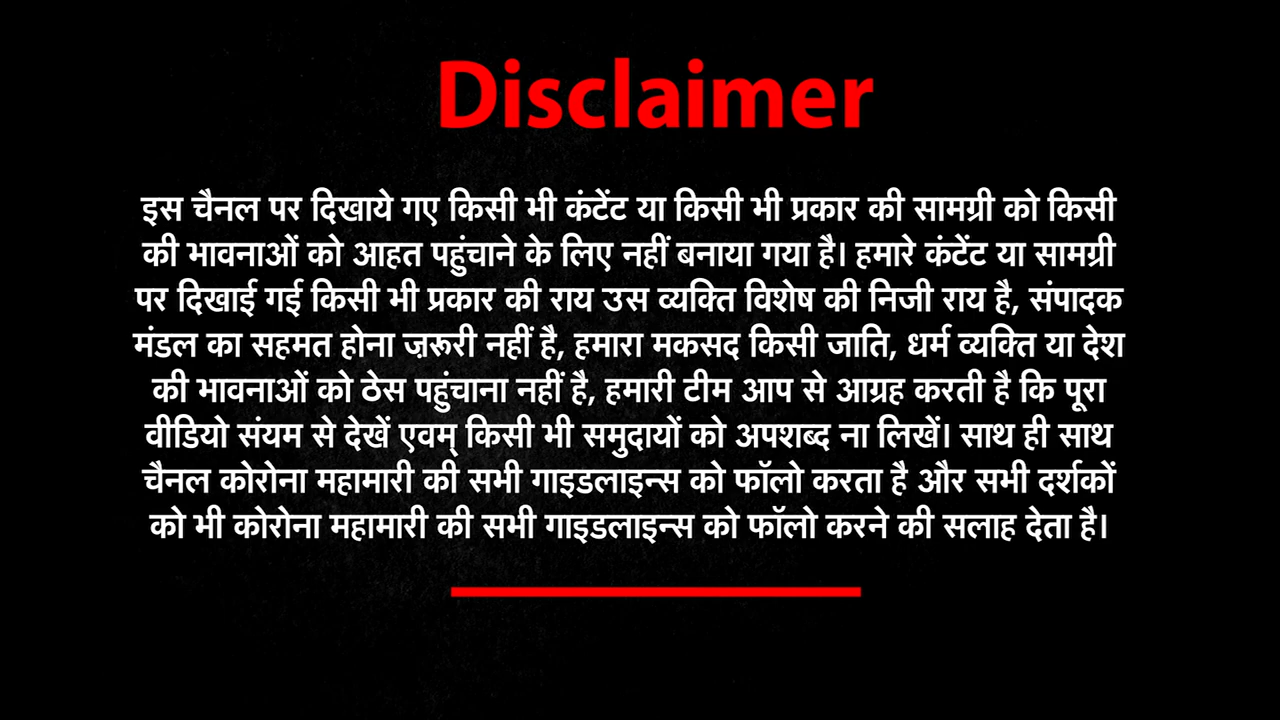 Disclaimer
इस चैनल पर दिखाये गए किसी भी कंटेंट या किसी भी प्रकार की सामग्री को किसी
की भावनाओं को आहत पहुंचाने के लिए नहीं बनाया गया है। हमारे कंटेंट या सामग्री
पर दिखाई गई किसी भी प्रकार की राय उस व्यक्ति विशेष की निजी राय है, संपादक
मंडल का सहमत होना ज़रूरी नहीं है, हमारा मकसद किसी जाति, धर्म व्यक्ति या देश
की भावनाओं को ठेस पहुंचाना नहीं है, हमारी टीम आप से आग्रह करती है कि पूरा
वीडियो संयम से देखें एवम् किसी भी समुदायों को अपशब्द ना लिखें। साथ ही साथ
चैनल कोरोना महामारी की सभी गाइडलाइन्स को फॉलो करता है और सभी दर्शकों
को भी कोरोना महामारी की सभी गाइडलाइन्स को फॉलो करने की सलाह देता है।